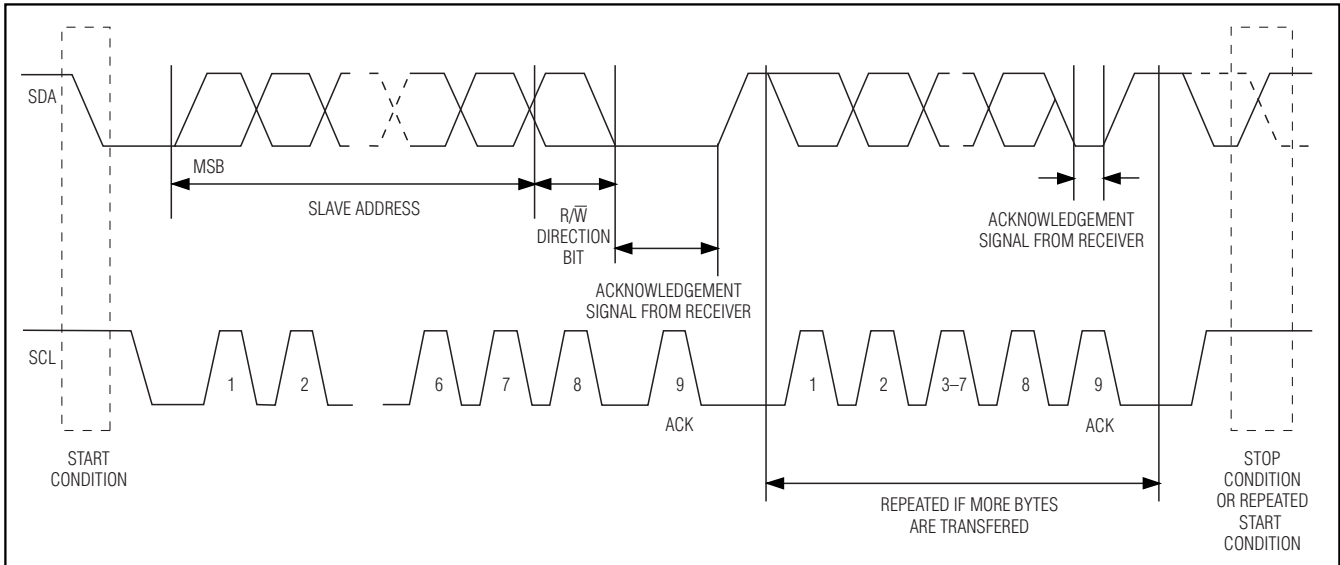 SDA
MSB
SLAVE ADDRESS
R/W̅
DIRECTION
BIT
ACKNOWLEDGEMENT
SIGNAL FROM RECEIVER
ACKNOWLEDGEMENT
SIGNAL FROM RECEIVER
SCL
1
2
6
7
8
9
1
2
3–7
8
9
ACK
ACK
START
CONDITION
REPEATED IF MORE BYTES
ARE TRANSFERED
STOP
CONDITION
OR REPEATED
START
CONDITION